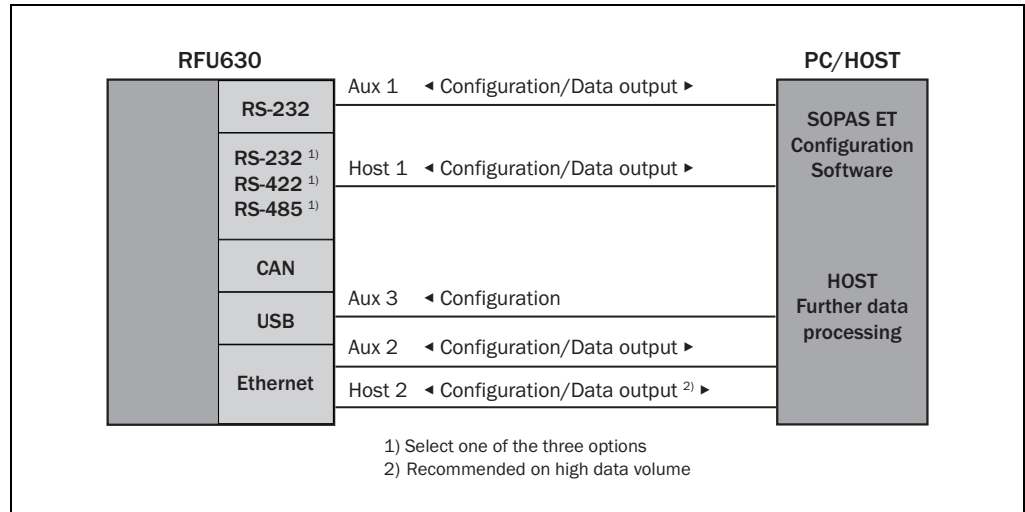 RFU630
PC/HOST
RS-232
RS-232 1)
RS-422 1)
RS-485 1)
CAN
USB
Ethernet
Aux 1 ◄ Configuration/Data output ►
Host 1 ◄ Configuration/Data output ►
Aux 3 ◄ Configuration
Aux 2 ◄ Configuration/Data output ►
Host 2 ◄ Configuration/Data output 2) ►
SOPAS ET
Configuration
Software
HOST
Further data
processing
1) Select one of the three options
2) Recommended on high data volume